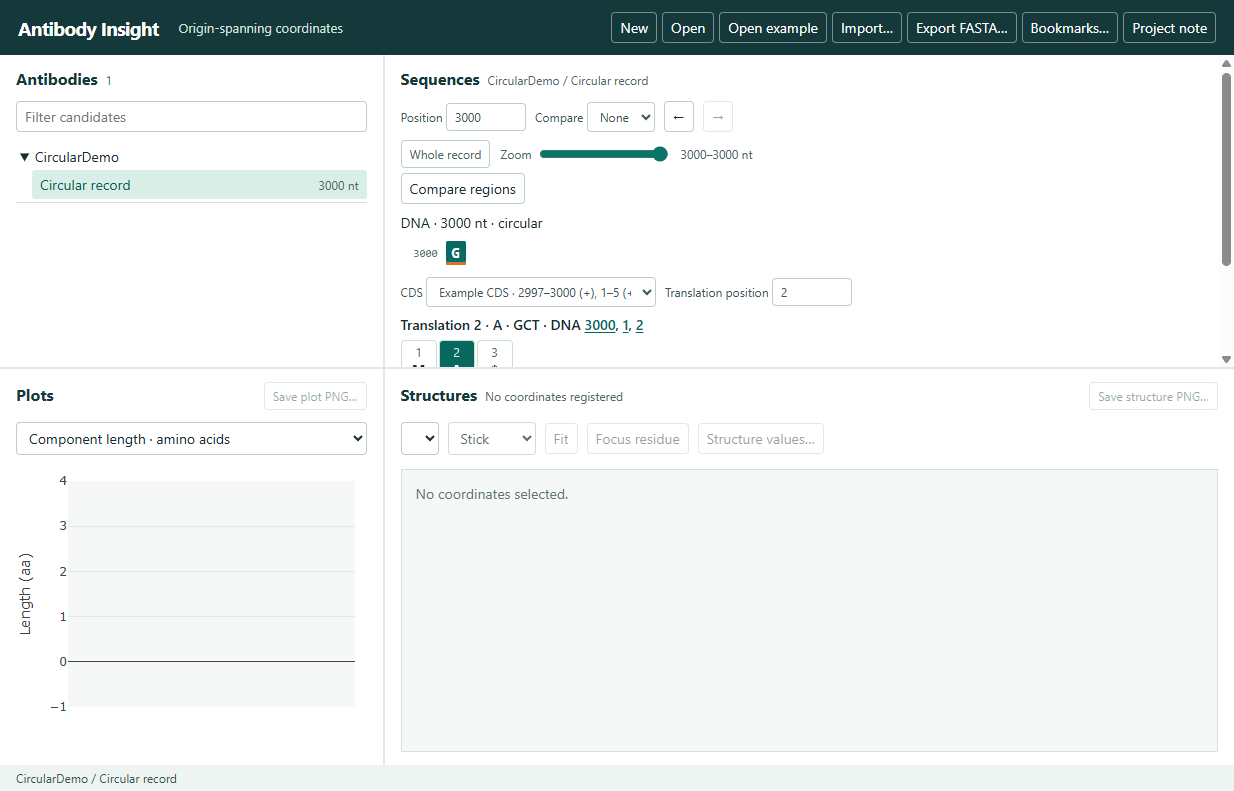 Antibody Insight Origin-spanning coordinates New Open Open example Import... Export FASTA... Bookmarks... Project note
Antibodies 1
Filter candidates
▼ CircularDemo
Circular record 3000 nt
Sequences CircularDemo / Circular record
Position 3000 Compare None ← →
Whole record Zoom 3000–3000 nt
Compare regions
DNA · 3000 nt · circular
3000 G
CDS Example CDS · 2997–3000 (+), 1–5 (+ Translation position 2
Translation 2 · A · GCT · DNA 3000, 1, 2
1 2 3
Plots Save plot PNG...
Component length · amino acids
4
3
2
1
0
−1
Length (aa)
Structures No coordinates registered Save structure PNG...
Stick Fit Focus residue Structure values...
No coordinates selected.
CircularDemo / Circular record